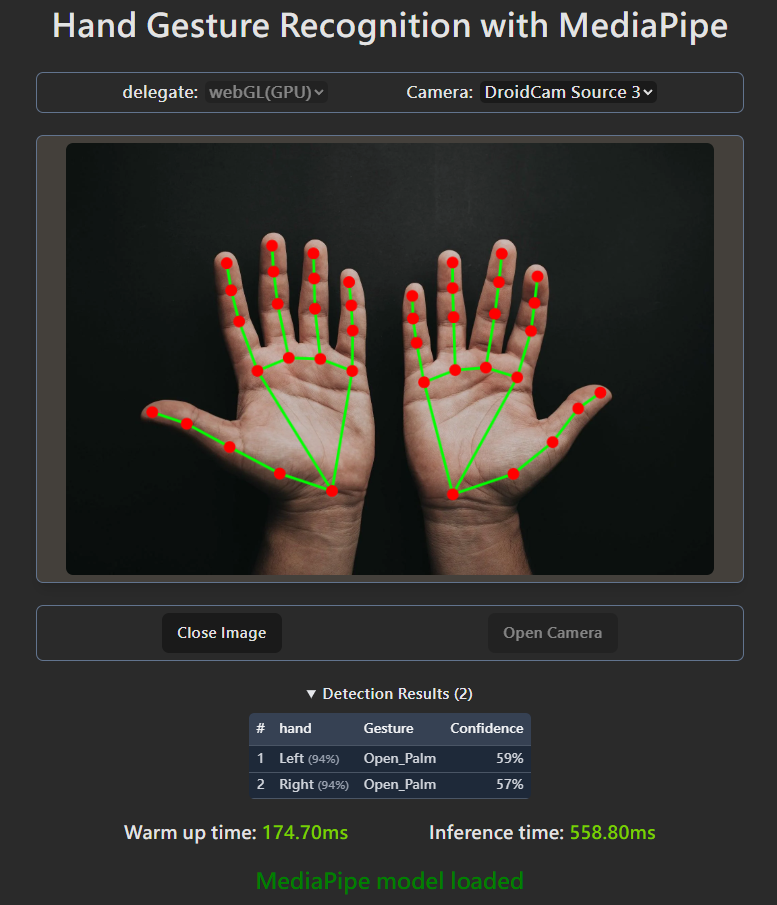 Hand Gesture Recognition with MediaPipe
delegate: webGL(GPU) Camera: DroidCam Source 3
Close Image Open Camera
▼ Detection Results (2)
# hand Gesture Confidence
1 Left (94%) Open_Palm 59%
2 Right (94%) Open_Palm 57%
Warm up time: 174.70ms Inference time: 558.80ms
MediaPipe model loaded